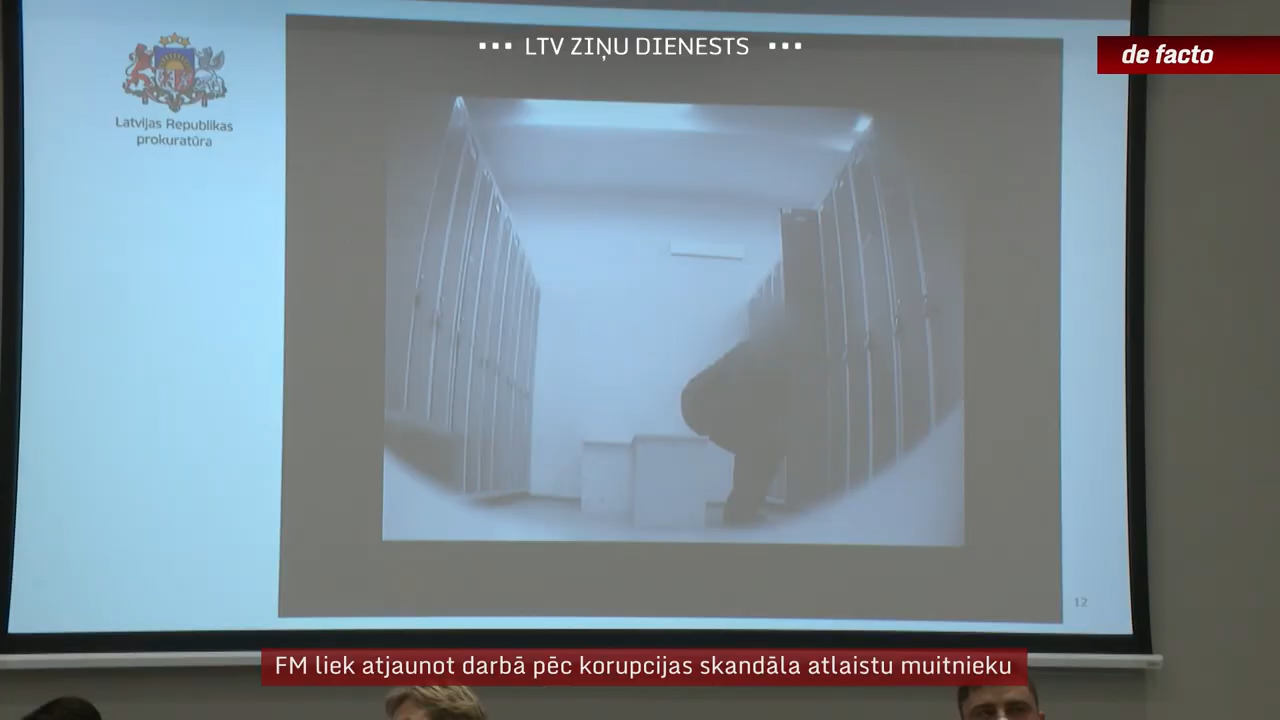 ••• LTV ZIŅU DIENESTS •••
de facto
Latvijas Republikas
prokuratūra
12
FM liek atjaunot darbā pēc korupcijas skandāla atlaistu muitnieku